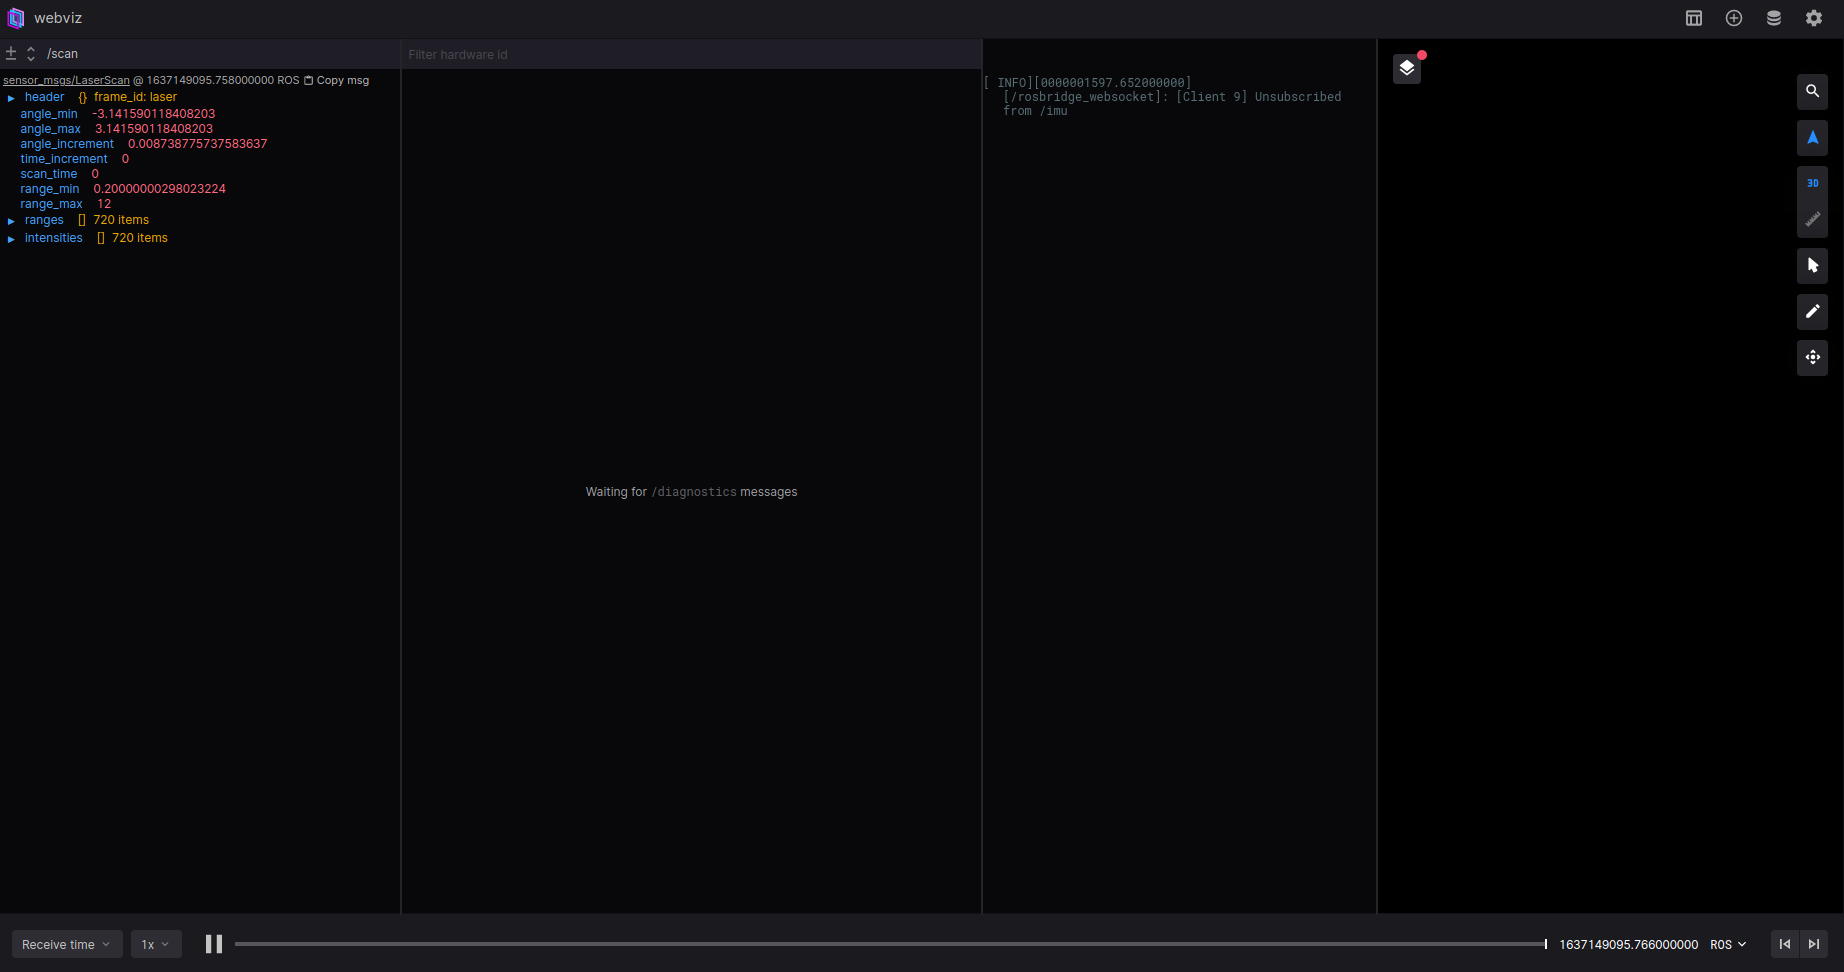 webviz
/scan
sensor_msgs/LaserScan @ 1637149095.758000000 ROS Copy msg
header {} frame_id: laser
angle_min -3.141590118408203
angle_max 3.141590118408203
angle_increment 0.008738775737583637
time_increment 0
scan_time 0
range_min 0.20000000298023224
range_max 12
ranges [] 720 items
intensities [] 720 items
Filter hardware id
Waiting for /diagnostics messages
[ INFO][0000001597.652000000]
[/rosbridge_websocket]: [Client 9] Unsubscribed
from /imu
3D
Receive time
1x
1637149095.766000000 ROS